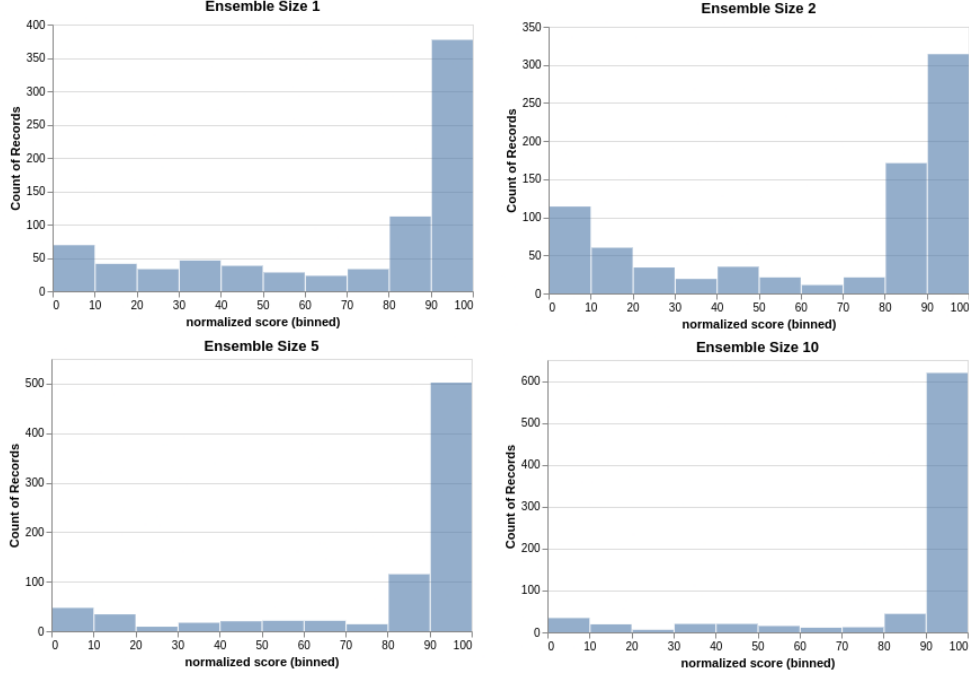 Ensemble Size 1
400
350
300
250
200
150
100
50
0
Count of Records
0 10 20 30 40 50 60 70 80 90 100
normalized score (binned)
Ensemble Size 2
350
300
250
200
150
100
50
0
Count of Records
0 10 20 30 40 50 60 70 80 90 100
normalized score (binned)
Ensemble Size 5
500
400
300
200
100
0
Count of Records
0 10 20 30 40 50 60 70 80 90 100
normalized score (binned)
Ensemble Size 10
600
500
400
300
200
100
0
Count of Records
0 10 20 30 40 50 60 70 80 90 100
normalized score (binned)